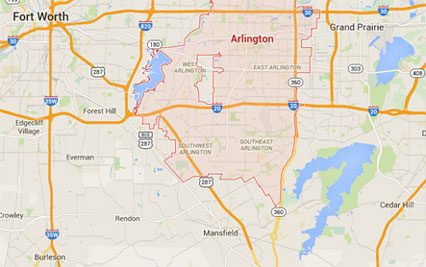 Fort Worth
30
820
Grand Prairie
Arlington
180
WEST
ARLINGTON
EAST ARLINGTON
287
360
408
35W
20
20
20
Forest Hill
Edgecliff
Village
BUS
287
Everman
SOUTHWEST
ARLINGTON
SOUTHEAST
ARLINGTON
287
360
Cedar Hill
Crowley
Rendon
Mansfield
35W
Burleson